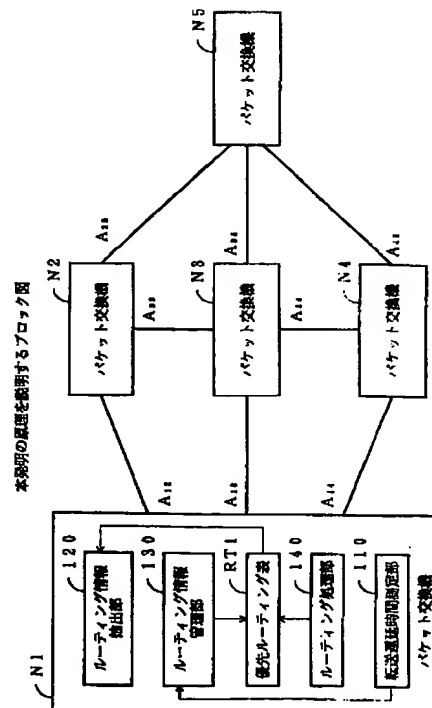 本発明の原理を説明するブロック図
N1
120
ルーティング情報
抽出部
130
ルーティング情報
管理部
RT1
優先ルーティング表
140
ルーティング処理部
110
転送遅延時間測定部
パケット交換機
A12
A13
A14
N2
パケット交換機
N3
パケット交換機
N4
パケット交換機
A34
N5
パケット交換機